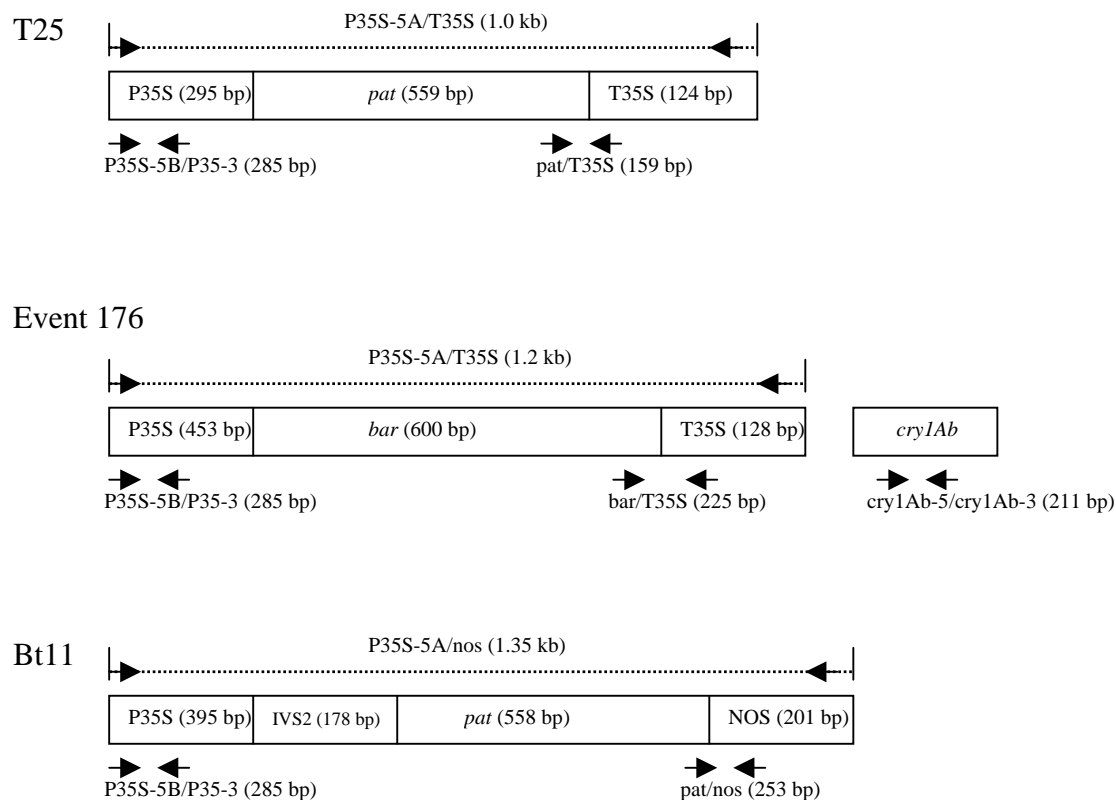 T25
P35S-5A/T35S (1.0 kb)
P35S (295 bp) pat (559 bp) T35S (124 bp)
P35S-5B/P35-3 (285 bp) pat/T35S (159 bp)
Event 176
P35S-5A/T35S (1.2 kb)
P35S (453 bp) bar (600 bp) T35S (128 bp) cry1Ab
P35S-5B/P35-3 (285 bp) bar/T35S (225 bp) cry1Ab-5/cry1Ab-3 (211 bp)
Bt11
P35S-5A/nos (1.35 kb)
P35S (395 bp) IVS2 (178 bp) pat (558 bp) NOS (201 bp)
P35S-5B/P35-3 (285 bp) pat/nos (253 bp)